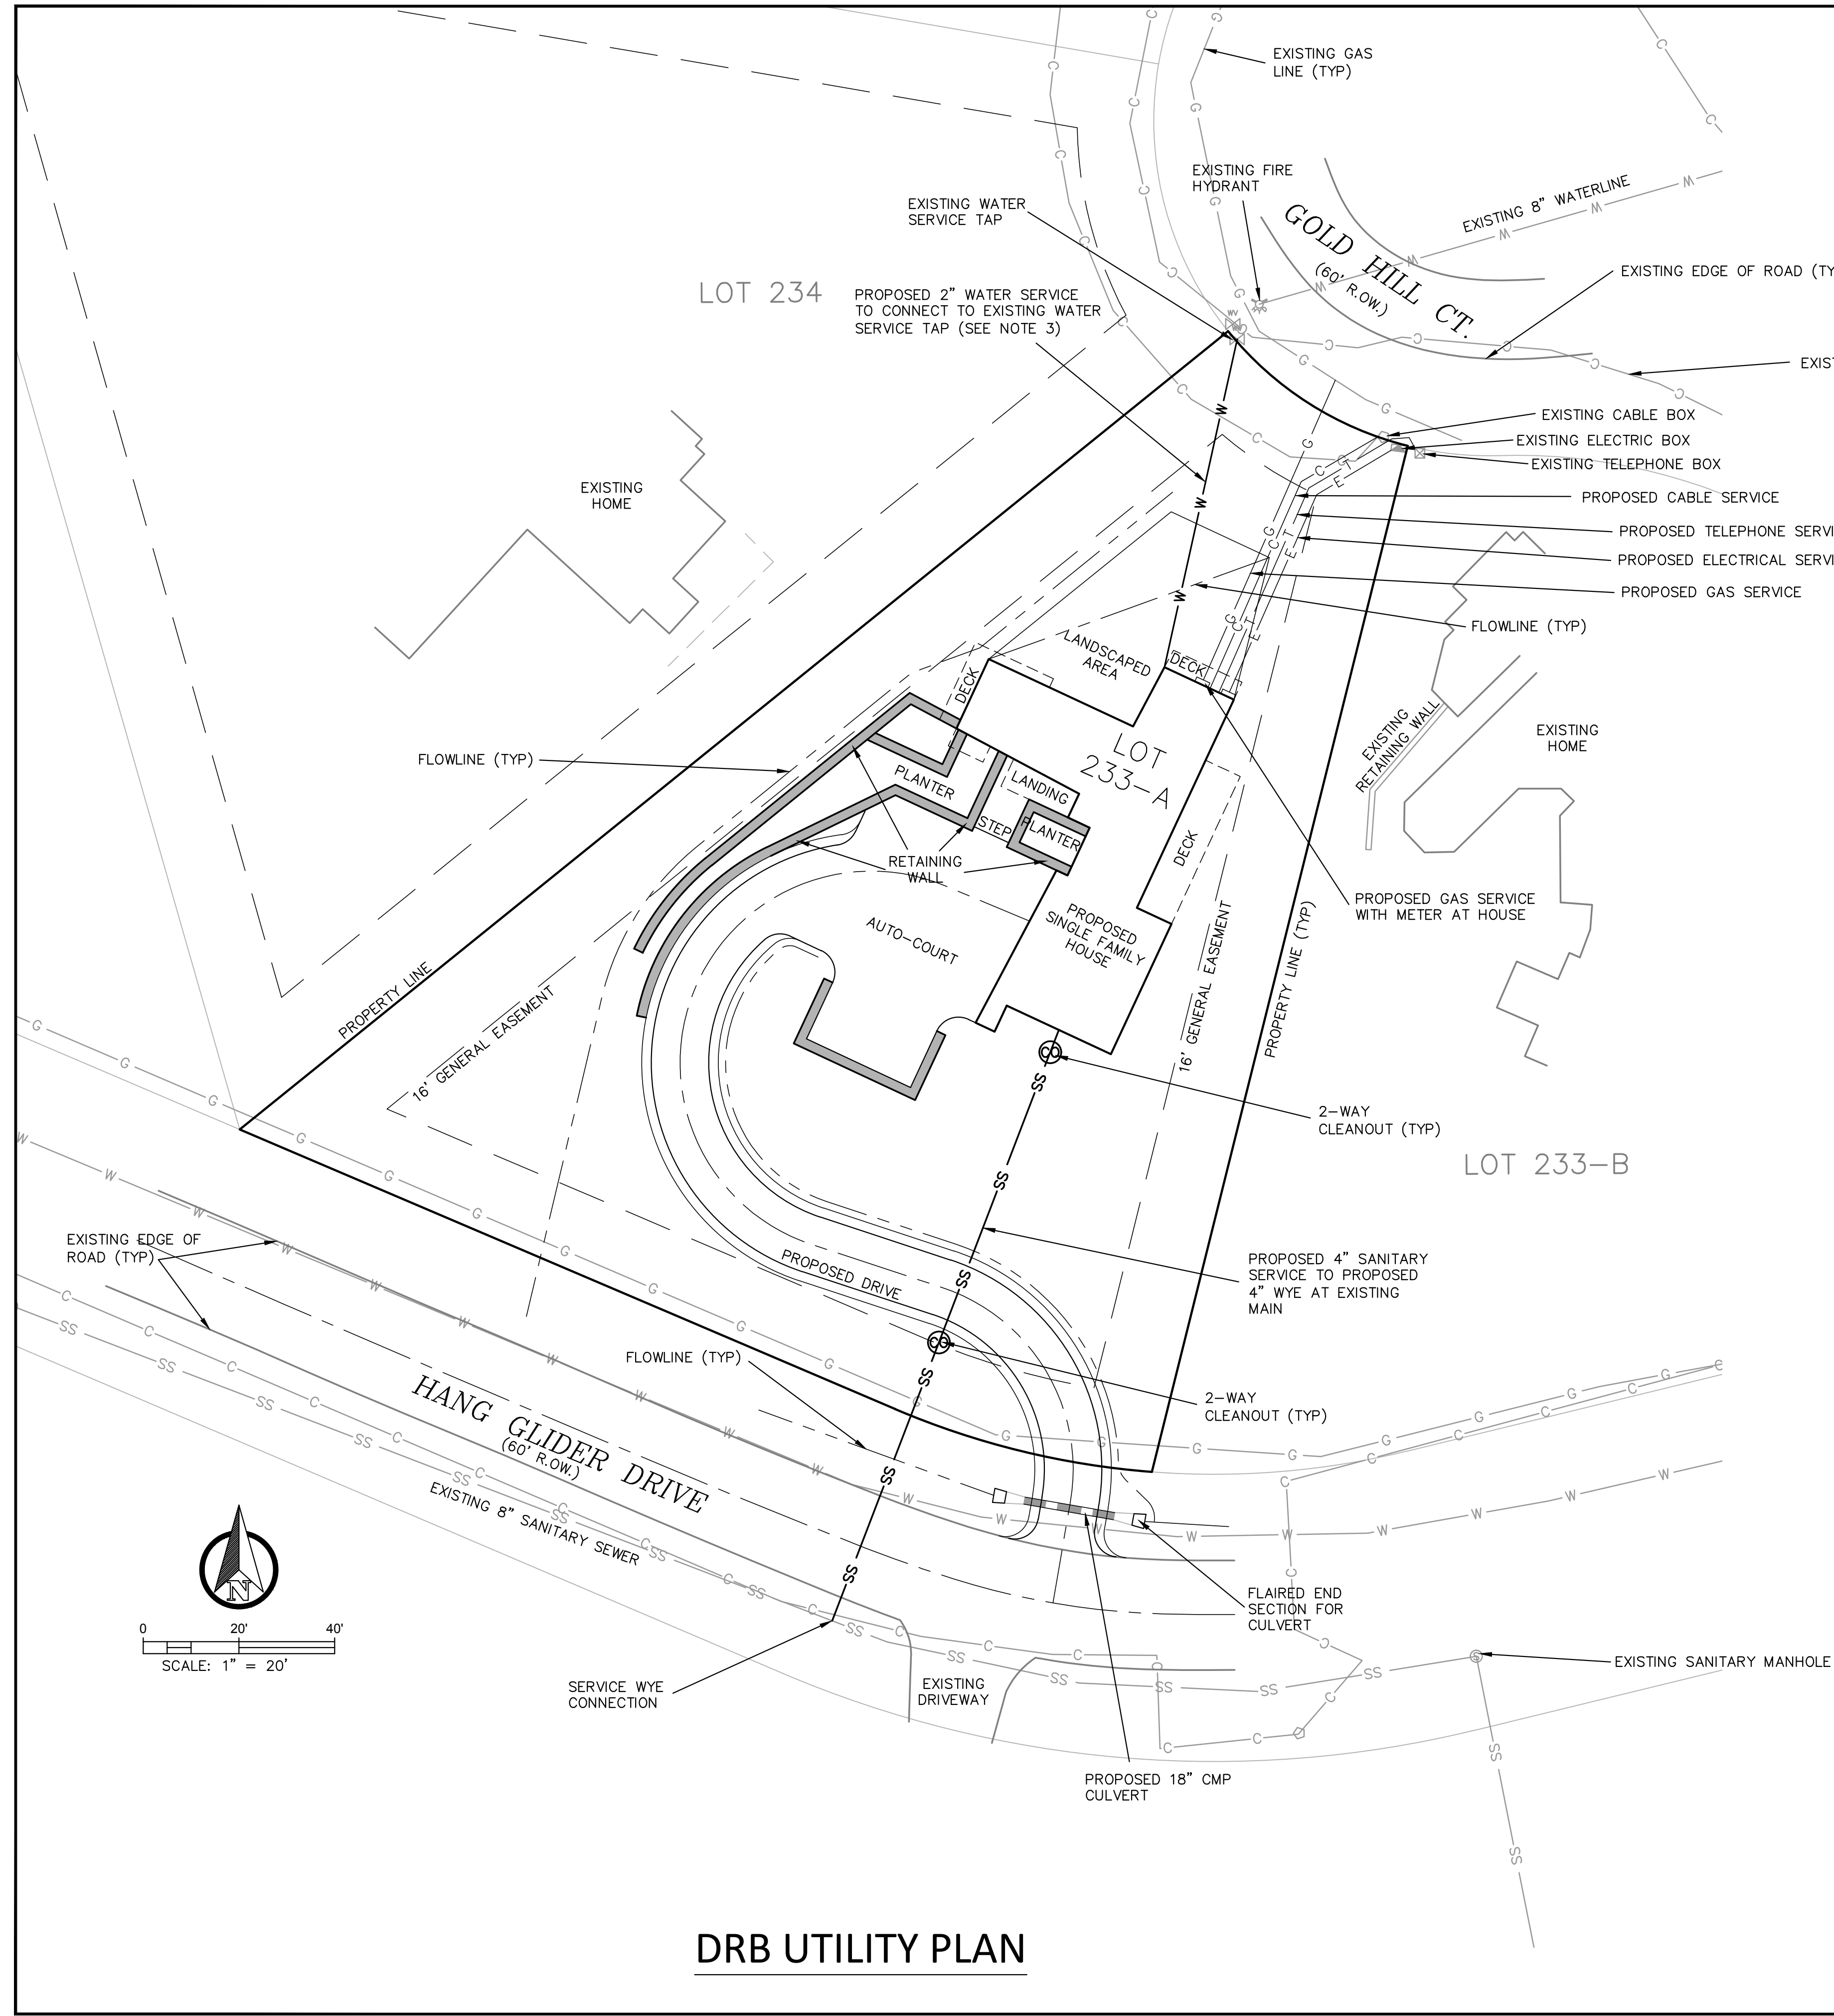 EXISTING GAS
LINE (TYP)
EXISTING FIRE
HYDRANT
EXISTING 8" WATERLINE
EXISTING WATER
SERVICE TAP
GOLD HILL CT.
(60' R.OW.)
EXISTING EDGE OF ROAD (TY
LOT 234
PROPOSED 2" WATER SERVICE
TO CONNECT TO EXISTING WATER
SERVICE TAP (SEE NOTE 3)
EXIST
EXISTING CABLE BOX
EXISTING ELECTRIC BOX
EXISTING TELEPHONE BOX
EXISTING
HOME
PROPOSED CABLE SERVICE
PROPOSED TELEPHONE SERVI
PROPOSED ELECTRICAL SERVI
PROPOSED GAS SERVICE
FLOWLINE (TYP)
LANDSCAPED
AREA
DECK
DECK
EXISTING
RETAINING WALL
EXISTING
HOME
FLOWLINE (TYP)
LOT
233-A
PLANTER
LANDING
STEP
PLANTER
DECK
RETAINING
WALL
PROPOSED GAS SERVICE
WITH METER AT HOUSE
AUTO-COURT
PROPOSED
SINGLE FAMILY
HOUSE
16' GENERAL EASEMENT
PROPERTY LINE (TYP)
PROPERTY LINE
16' GENERAL EASEMENT
CO
2-WAY
CLEANOUT (TYP)
LOT 233-B
EXISTING EDGE OF
ROAD (TYP)
PROPOSED DRIVE
PROPOSED 4" SANITARY
SERVICE TO PROPOSED
4" WYE AT EXISTING
MAIN
CO
FLOWLINE (TYP)
2-WAY
CLEANOUT (TYP)
HANG GLIDER DRIVE
(60' R.OW.)
EXISTING 8" SANITARY SEWER
N
0 20' 40'
SCALE: 1" = 20'
FLAIRED END
SECTION FOR
CULVERT
SERVICE WYE
CONNECTION
EXISTING
DRIVEWAY
EXISTING SANITARY MANHOLE
PROPOSED 18" CMP
CULVERT
DRB UTILITY PLAN